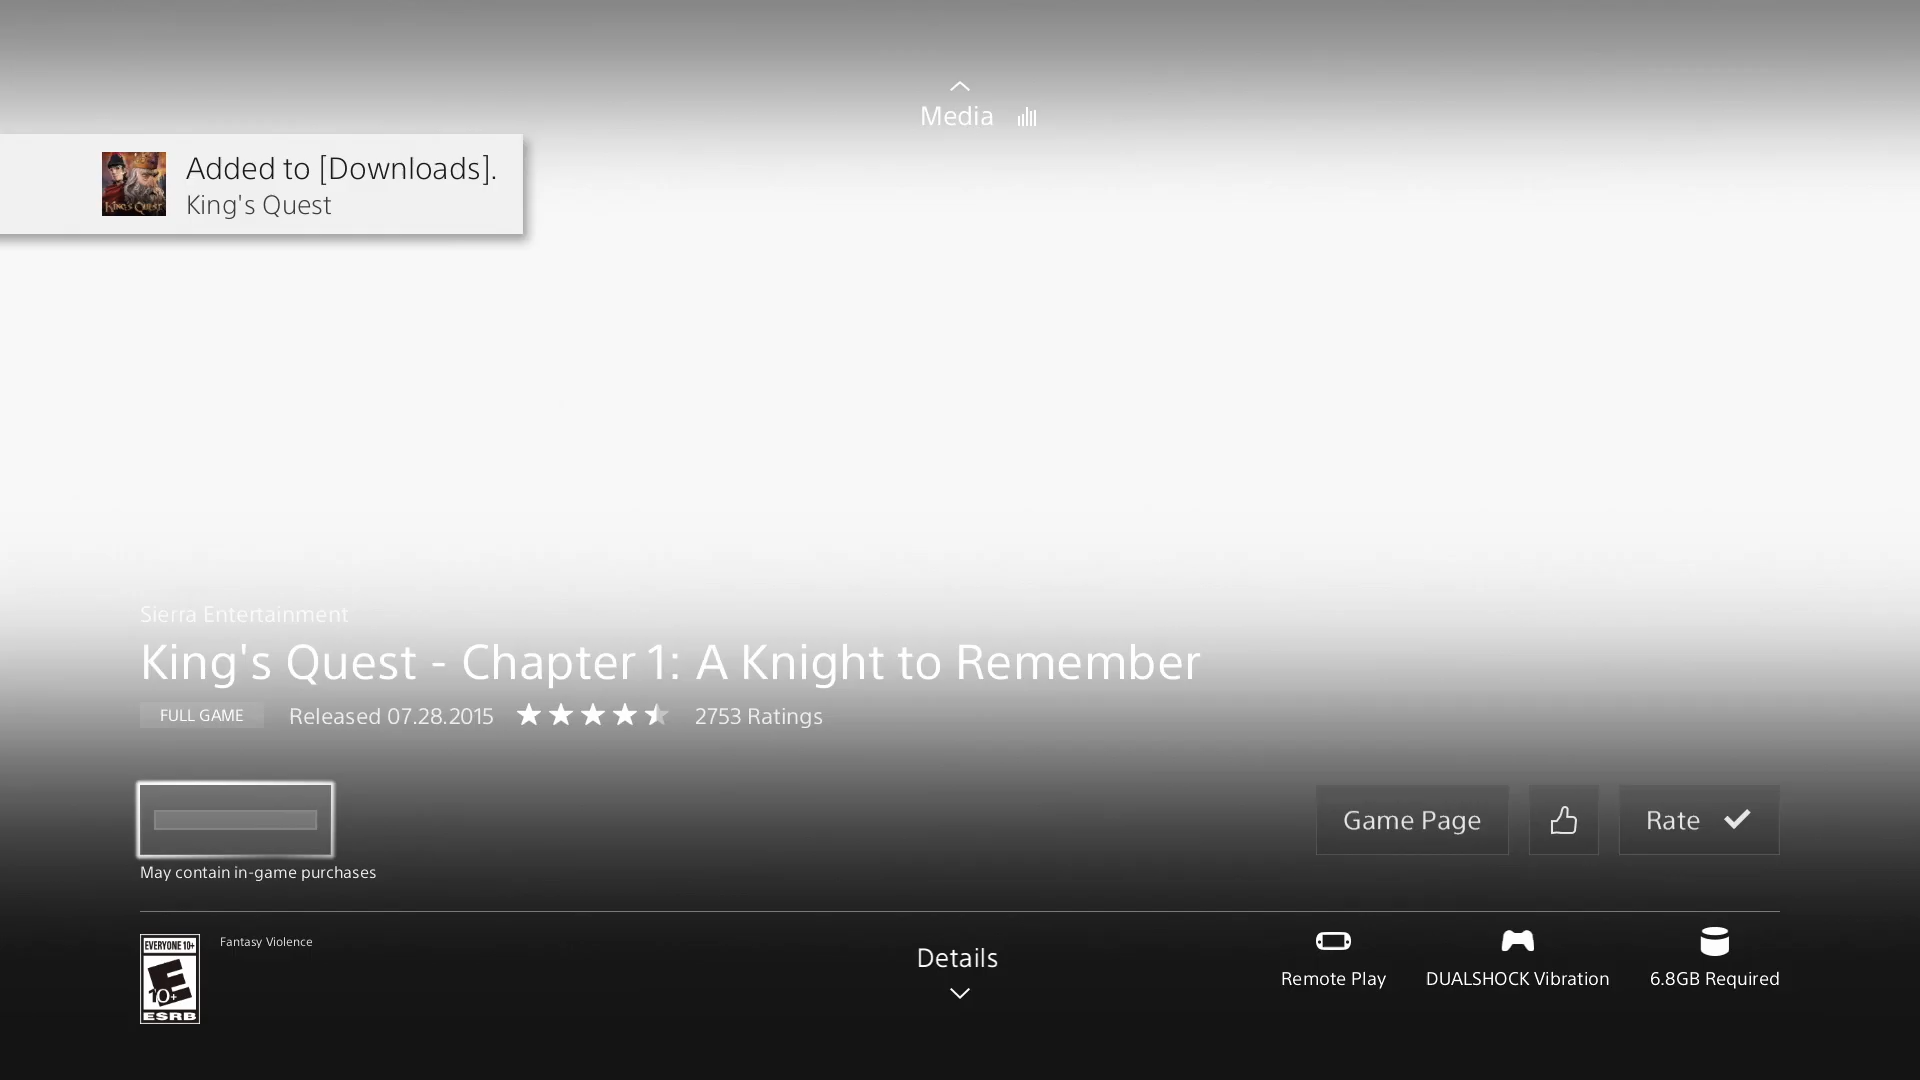 Media
Added to [Downloads].
King's Quest
KING'S QUEST
Sierra Entertainment
King's Quest - Chapter 1: A Knight to Remember
FULL GAME
Released 07.28.2015
2753 Ratings
Game Page
Rate
May contain in-game purchases
EVERYONE 10+
E
10+
ESRB
Fantasy Violence
Details
Remote Play
DUALSHOCK Vibration
6.8GB Required